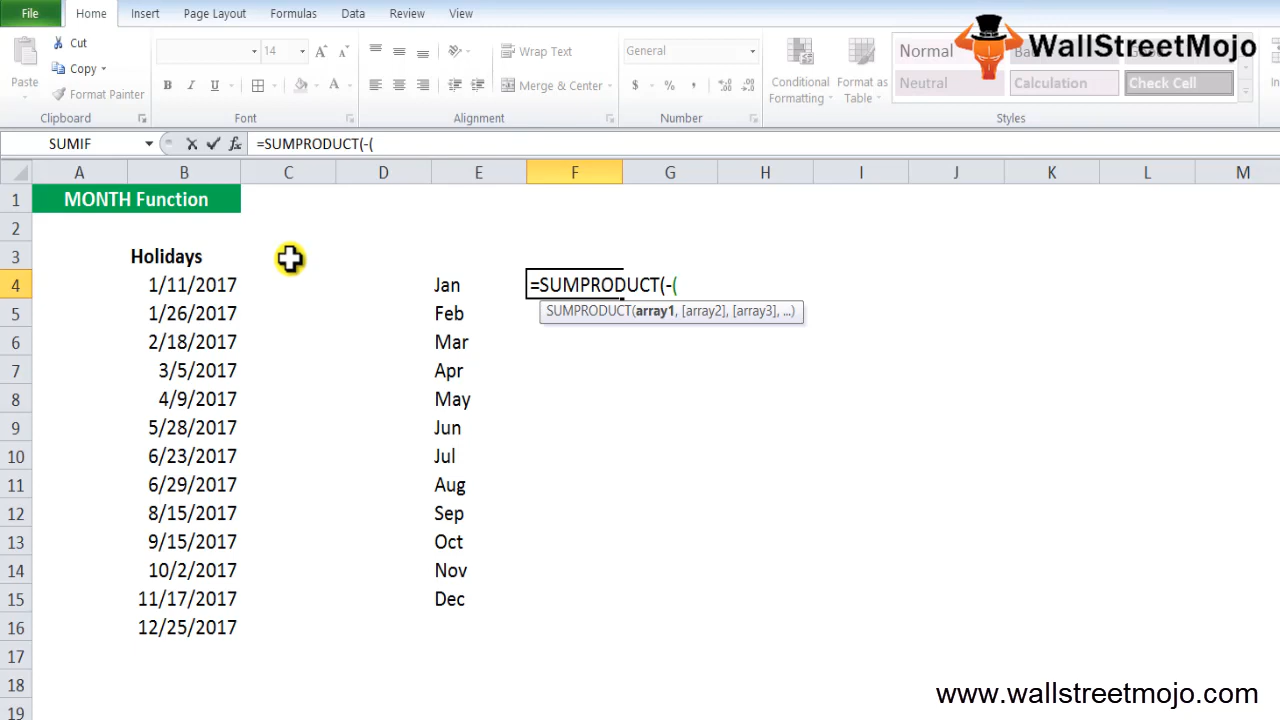 File Home Insert Page Layout Formulas Data Review View
WallStreetMojo
Cut
Copy
Format Painter
Paste
14
A A
B I U A
Wrap Text
Merge & Center
General
$ % ,
Conditional Formatting
Format as Table
Normal
Neutral Calculation Check Cell
Clipboard Font Alignment Number Styles
SUMIF fx =SUMPRODUCT(-(
A B C D E F G H I J K L M
1 MONTH Function
2
3 Holidays
4 1/11/2017 Jan =SUMPRODUCT(-(
5 1/26/2017 Feb SUMPRODUCT(array1, [array2], [array3], ...)
6 2/18/2017 Mar
7 3/5/2017 Apr
8 4/9/2017 May
9 5/28/2017 Jun
10 6/23/2017 Jul
11 6/29/2017 Aug
12 8/15/2017 Sep
13 9/15/2017 Oct
14 10/2/2017 Nov
15 11/17/2017 Dec
16 12/25/2017
17
18
www.wallstreetmojo.com
19